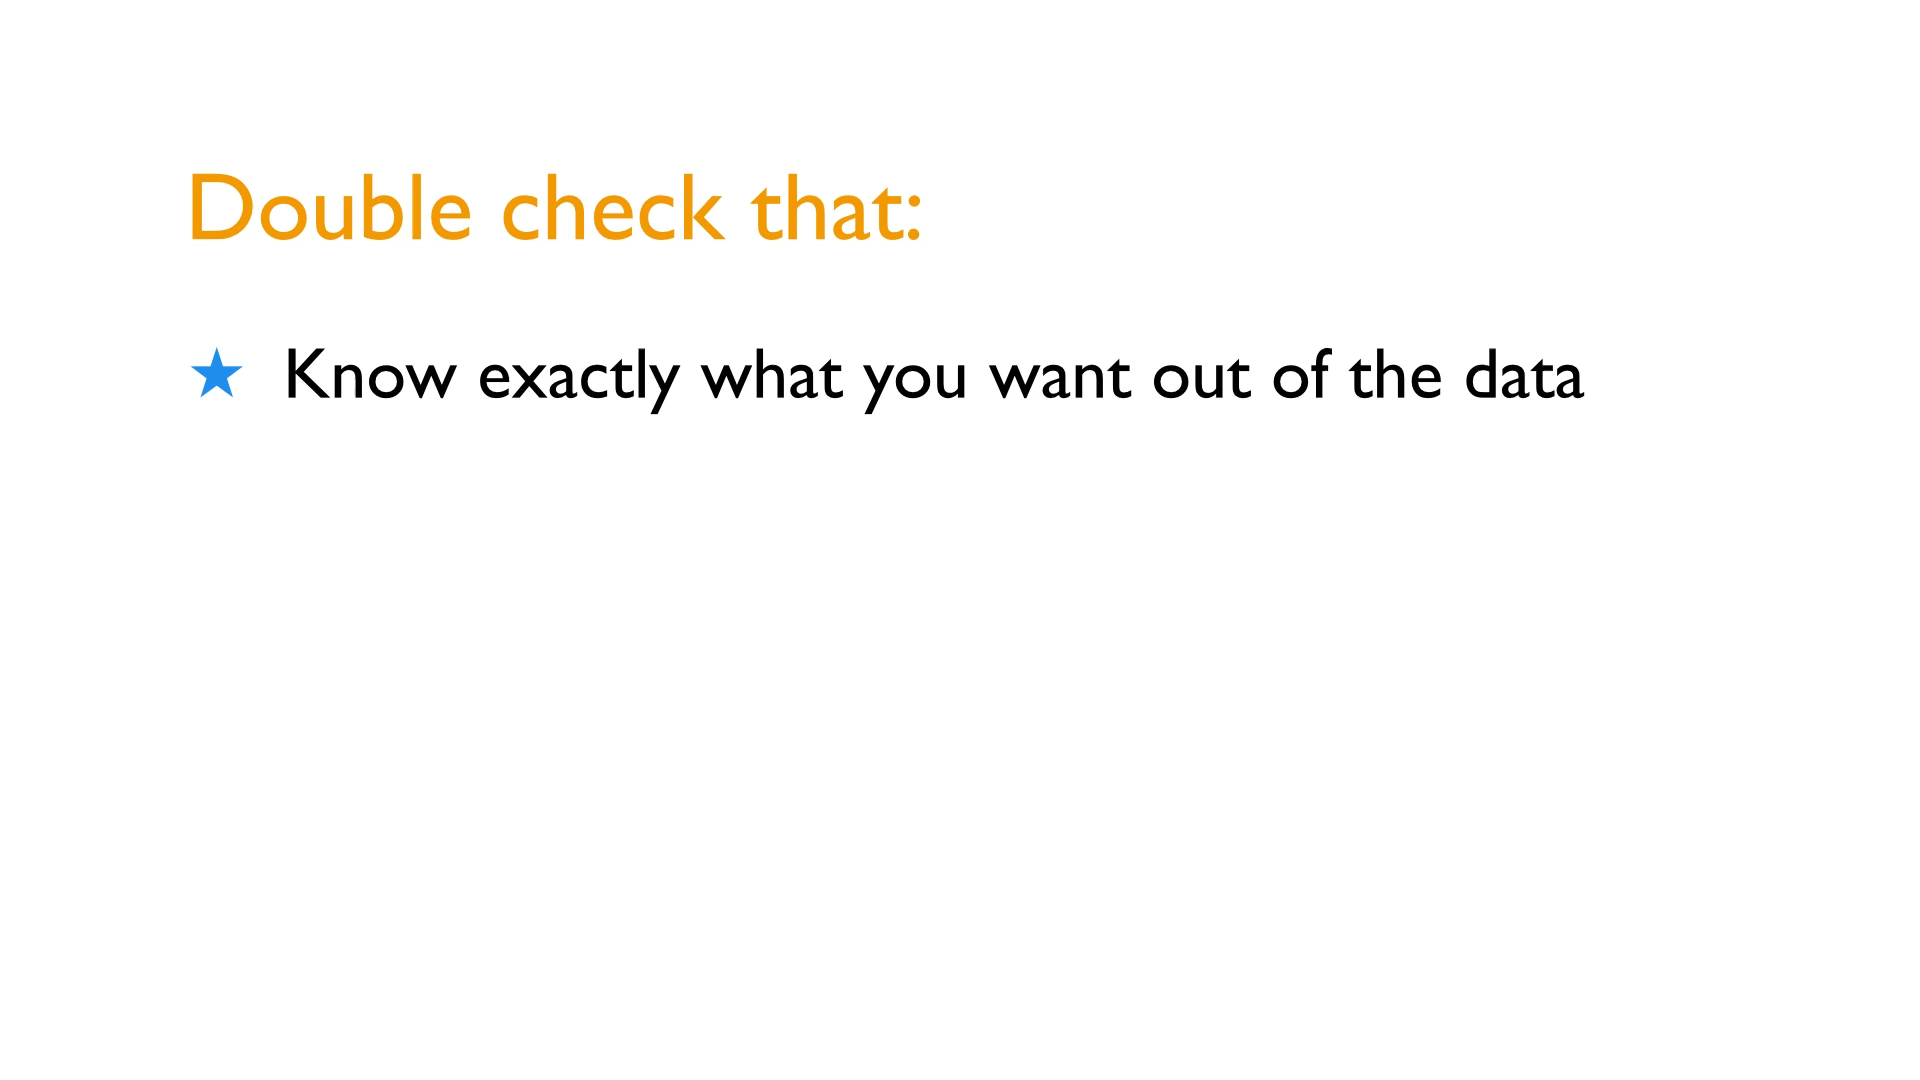 Double check that:
★ Know exactly what you want out of the data